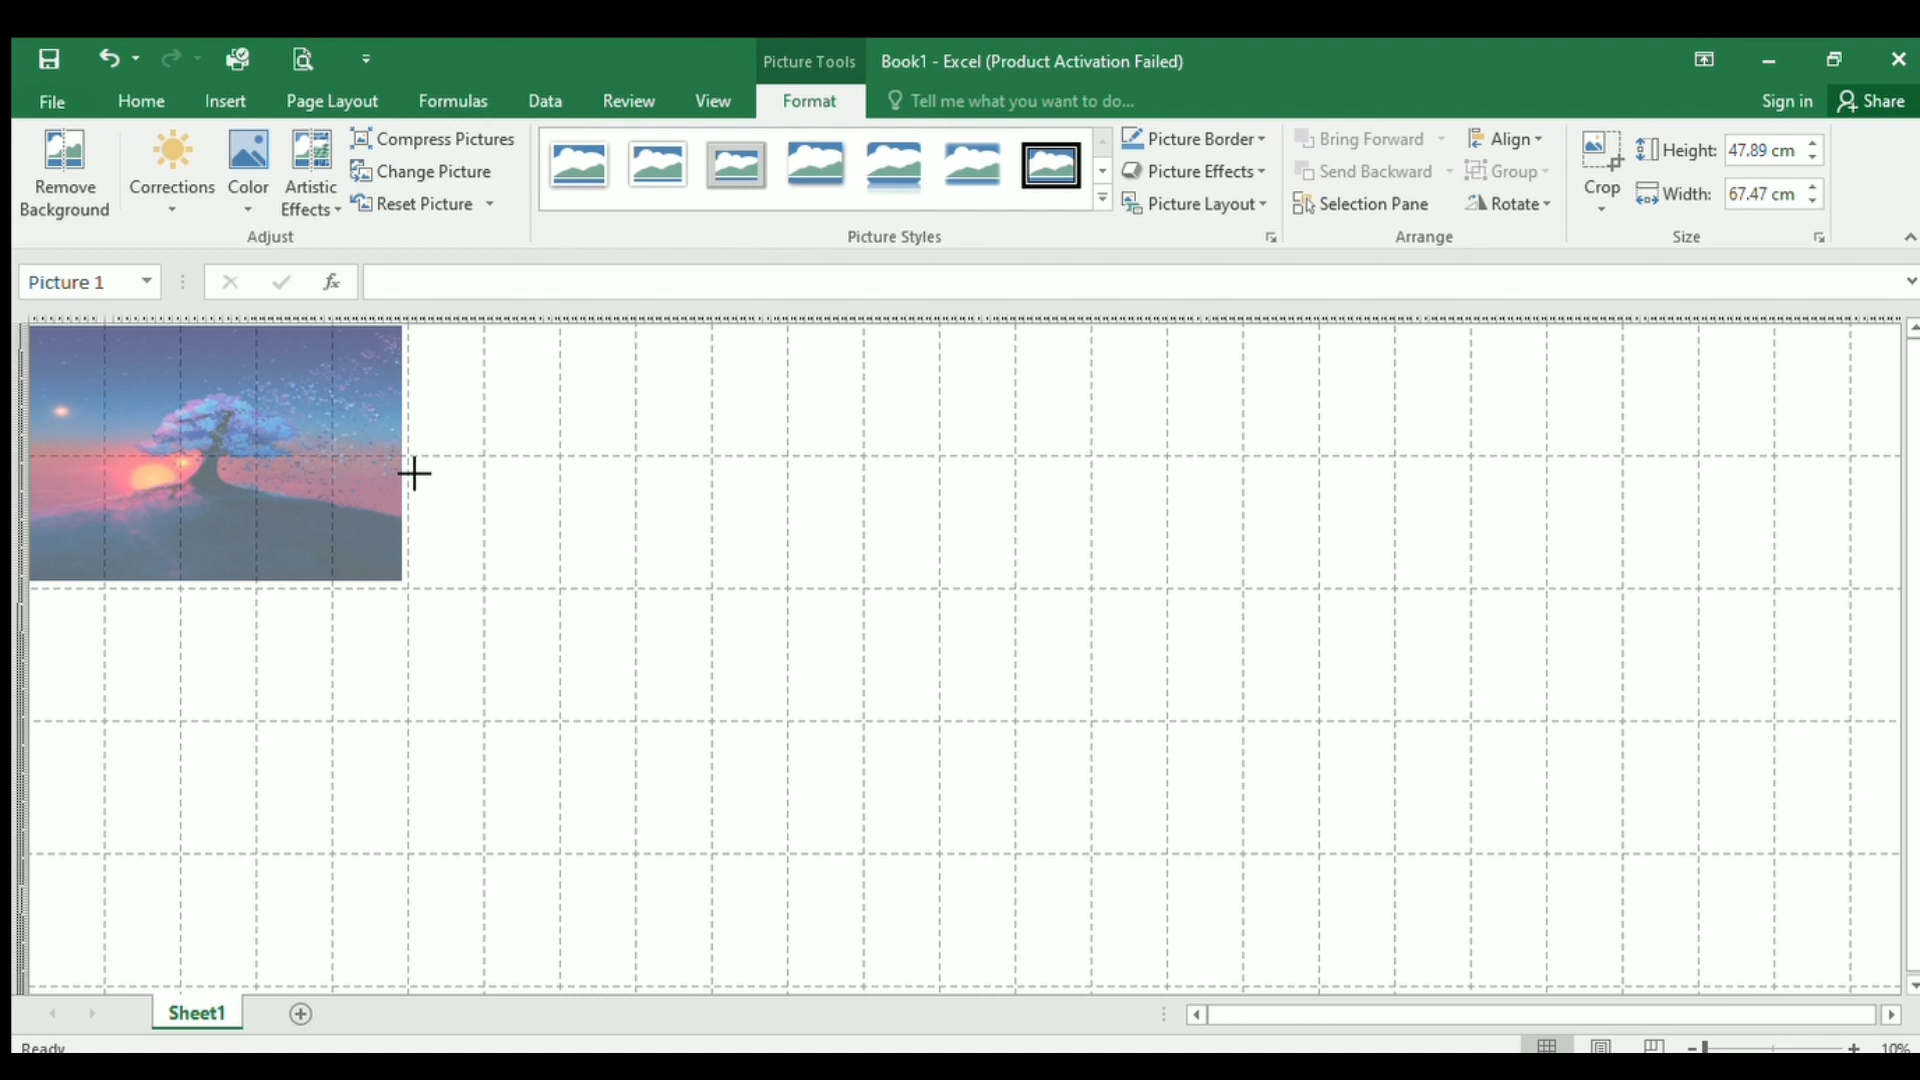 Picture Tools
Book1 - Excel (Product Activation Failed)
File
Home
Insert
Page Layout
Formulas
Data
Review
View
Format
Tell me what you want to do...
Sign in
Share
Remove Background
Corrections
Color
Artistic Effects
Compress Pictures
Change Picture
Reset Picture
Adjust
Picture Styles
Picture Border
Picture Effects
Picture Layout
Bring Forward
Send Backward
Selection Pane
Align
Group
Rotate
Arrange
Crop
Height: 47.89 cm
Width: 67.47 cm
Size
Picture 1
fx
Sheet1
Ready
10%